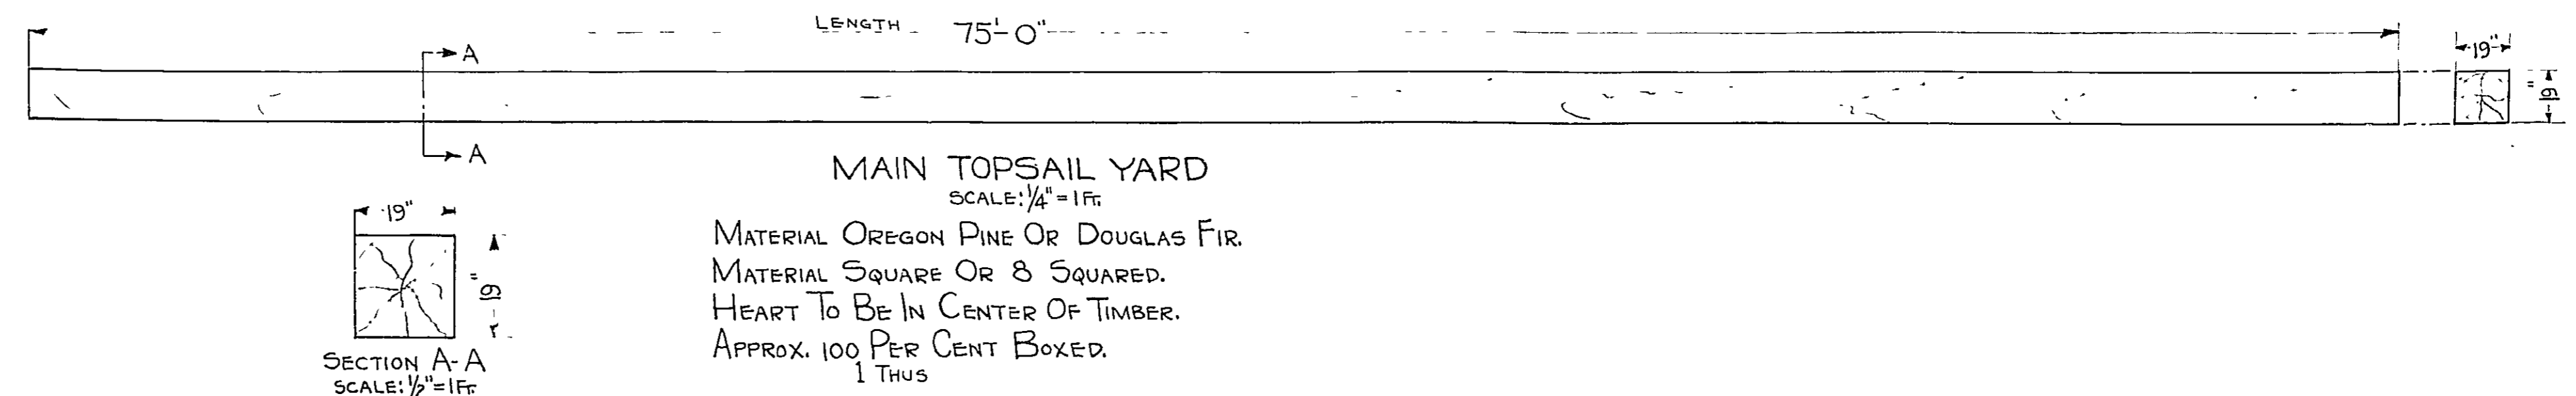 LENGTH 75'-0"
A
19"
19"
A
MAIN TOPSAIL YARD
SCALE: 1/4" = 1 FT.
19"
19"
MATERIAL OREGON PINE OR DOUGLAS FIR.
MATERIAL SQUARE OR 8 SQUARED.
HEART TO BE IN CENTER OF TIMBER.
APPROX. 100 PER CENT BOXED.
1 THUS
SECTION A-A
SCALE: 1/2" = 1 FT.